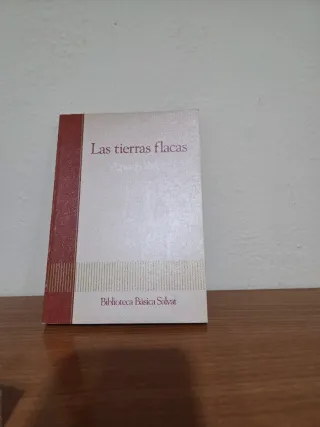 Las tierras flacas
Biblioteca Básica Salvat